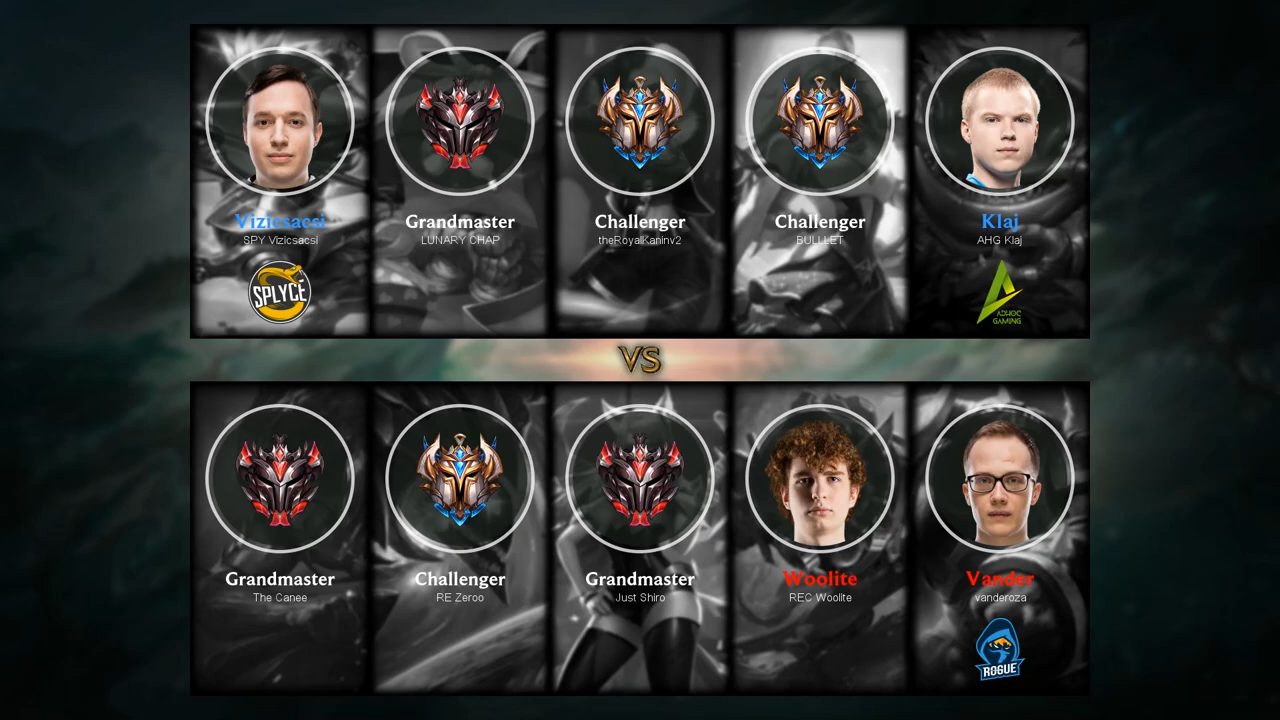 Vizicsacsi
SPY Vizicsacsi
SPLYCE
Grandmaster
LUNARY CHAP
Challenger
theRoyalKaninv2
Challenger
BULLLET
Klaj
AHG Klaj
ADHOC
GAMING
VS
Grandmaster
The Canee
Challenger
RE Zeroo
Grandmaster
Just Shiro
Woolite
REC Woolite
Vander
vanderoza
ROGUE